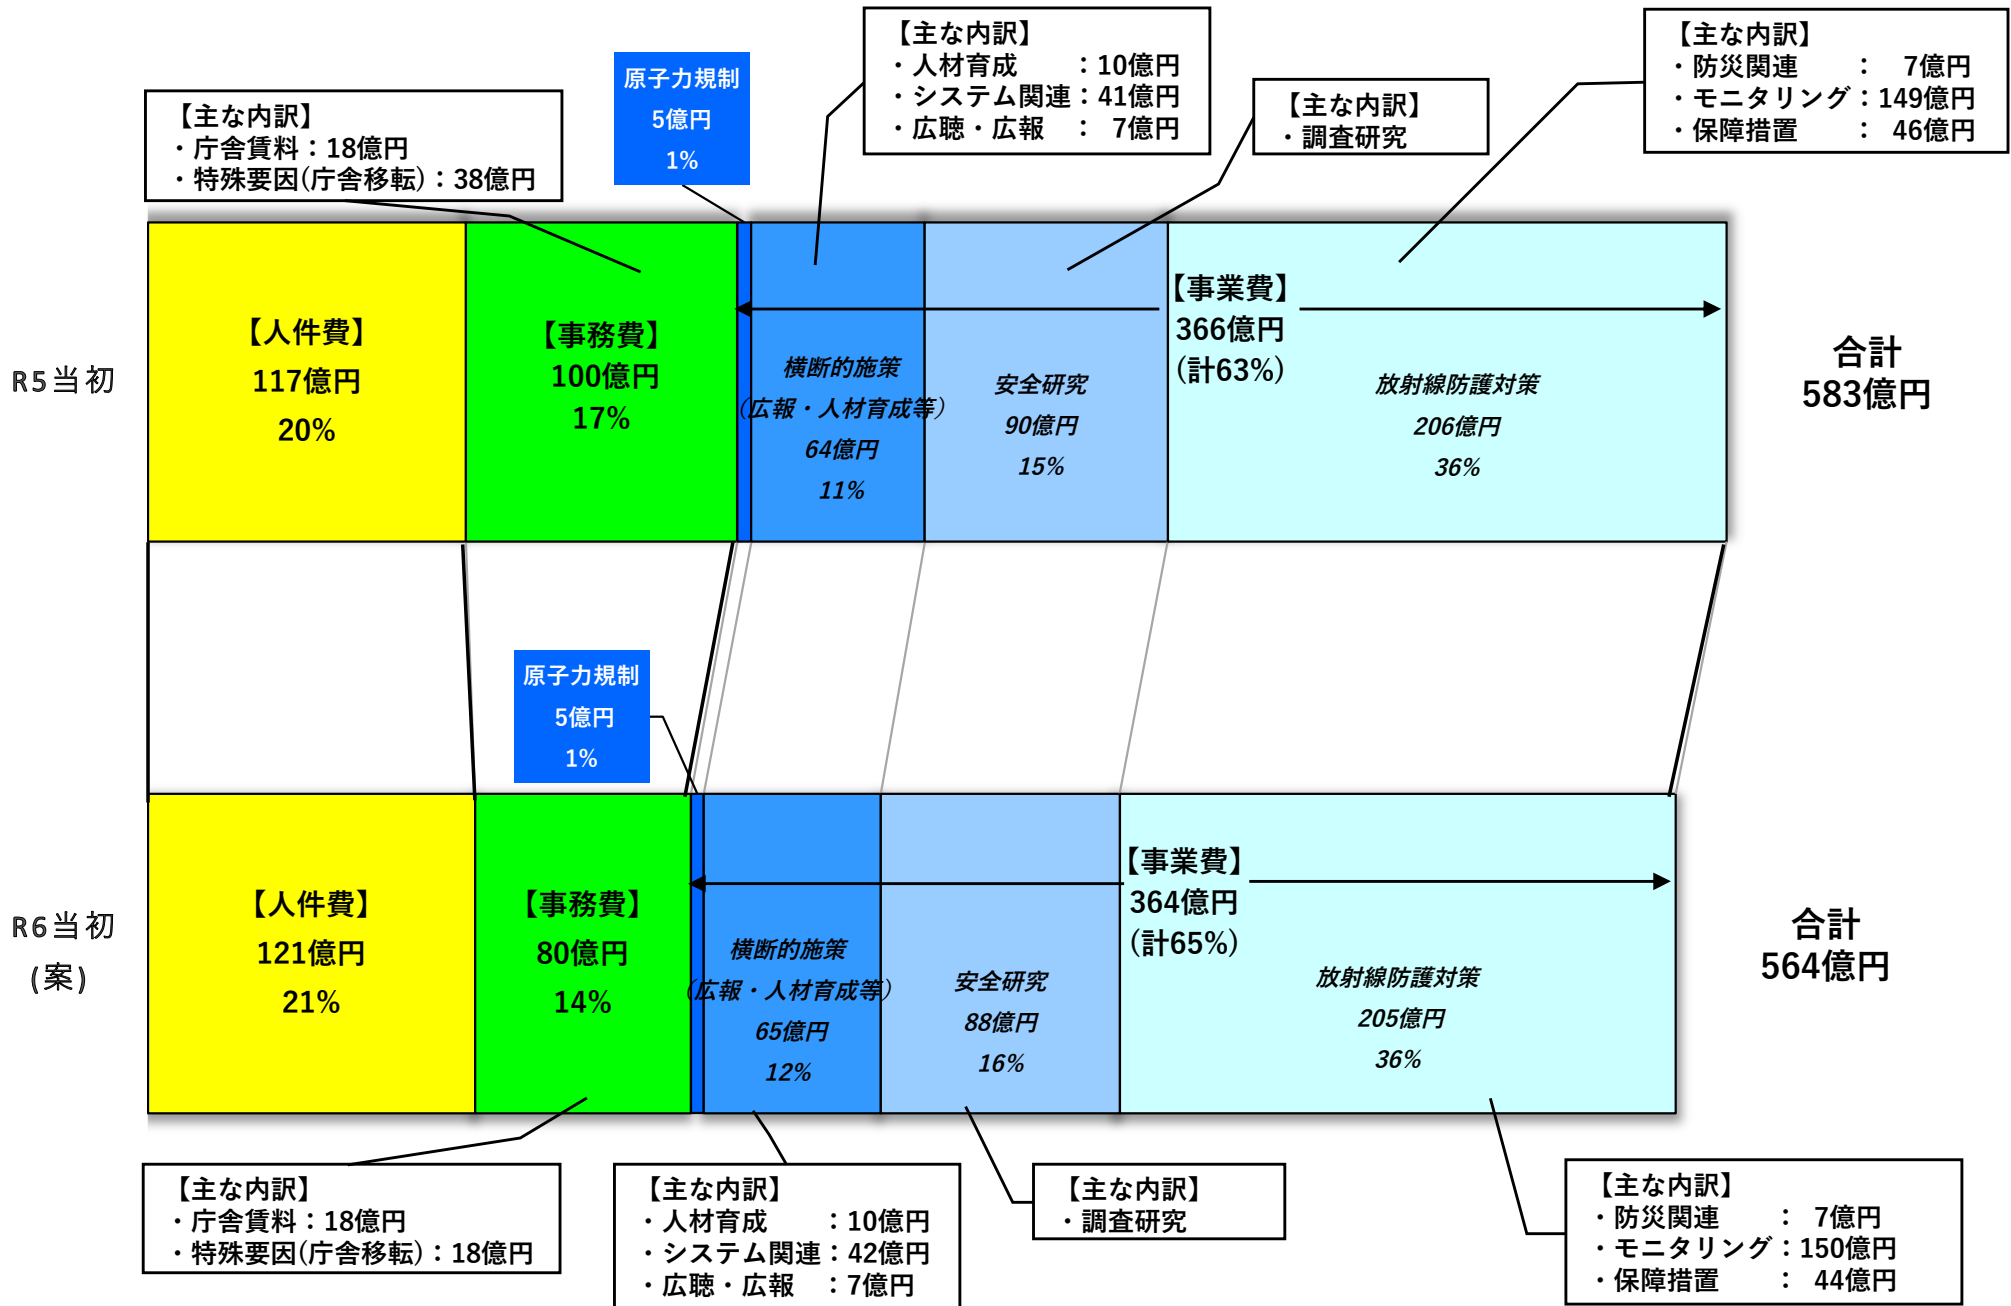 【主な内訳】
・庁舎賃料：18億円
・特殊要因(庁舎移転)：38億円
原子力規制
5億円
1%
【主な内訳】
・人材育成　　：10億円
・システム関連：41億円
・広聴・広報　：　7億円
【主な内訳】
・調査研究
【主な内訳】
・防災関連　　：　7億円
・モニタリング：149億円
・保障措置　　：　46億円
R5当初
【人件費】
117億円
20%
【事務費】
100億円
17%
横断的施策
（広報・人材育成等）
64億円
11%
安全研究
90億円
15%
【事業費】
366億円
(計63%)
放射線防護対策
206億円
36%
合計
583億円
原子力規制
5億円
1%
R6当初
(案)
【人件費】
121億円
21%
【事務費】
80億円
14%
横断的施策
（広報・人材育成等）
65億円
12%
安全研究
88億円
16%
【事業費】
364億円
(計65%)
放射線防護対策
205億円
36%
合計
564億円
【主な内訳】
・庁舎賃料：18億円
・特殊要因(庁舎移転)：18億円
【主な内訳】
・人材育成　　：10億円
・システム関連：42億円
・広聴・広報　：7億円
【主な内訳】
・調査研究
【主な内訳】
・防災関連　　：　7億円
・モニタリング：150億円
・保障措置　　：　44億円